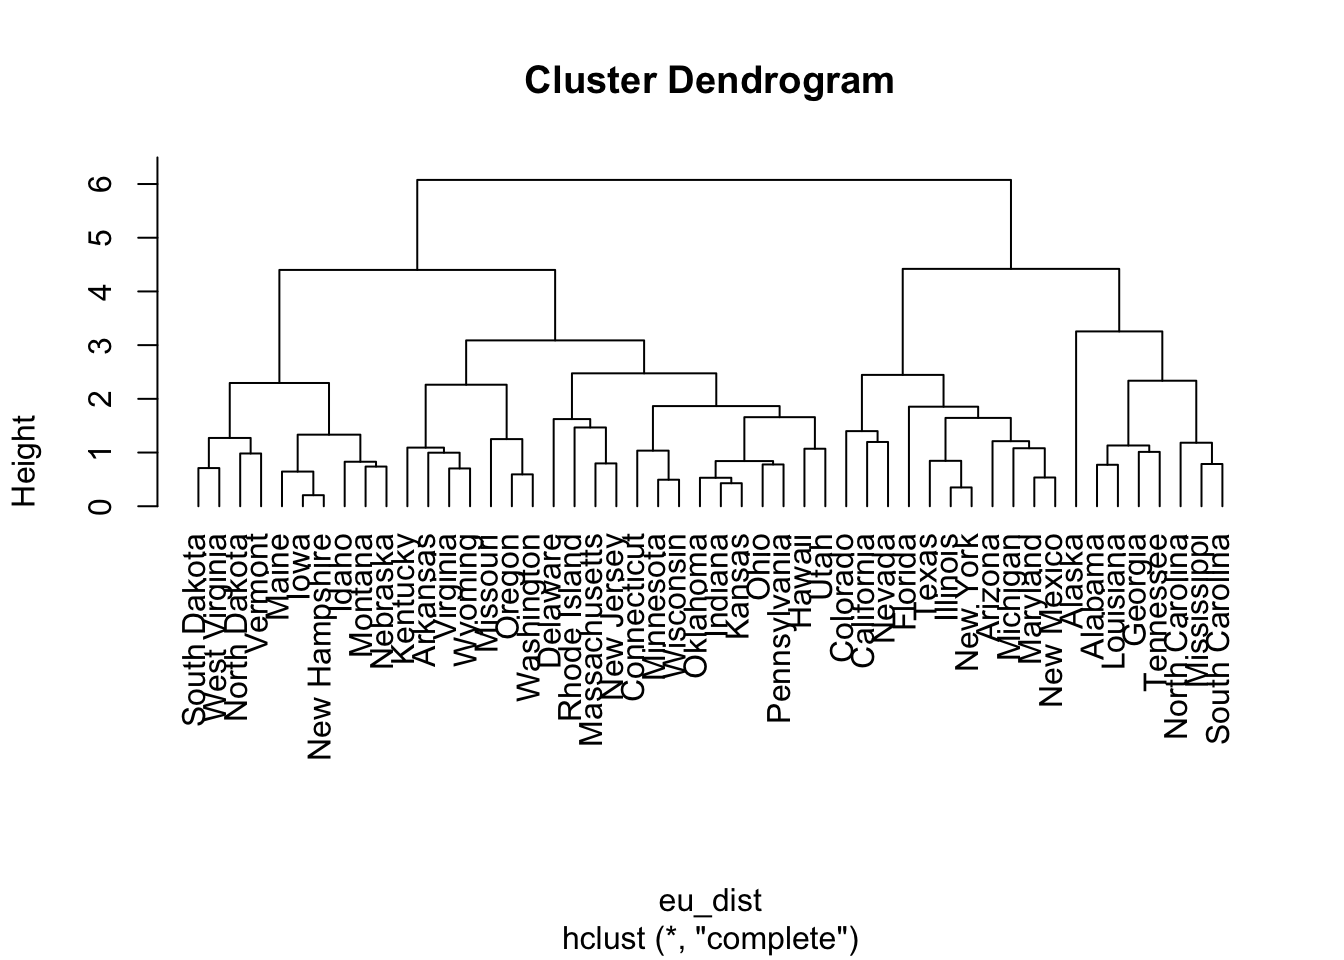 Cluster Dendrogram
Height
6
5
4
3
2
1
0
South Dakota
West Virginia
North Dakota
Vermont
Maine
Iowa
New Hampshire
Idaho
Montana
Nebraska
Kentucky
Arkansas
Virginia
Wyoming
Missouri
Oregon
Washington
Delaware
Rhode Island
Massachusetts
New Jersey
Connecticut
Minnesota
Wisconsin
Oklahoma
Indiana
Kansas
Ohio
Pennsylvania
Hawaii
Utah
Colorado
California
Nevada
Florida
Texas
Illinois
New York
Arizona
Michigan
Maryland
New Mexico
Alaska
Alabama
Louisiana
Georgia
Tennessee
North Carolina
Mississippi
South Carolina
eu_dist
hclust (*, "complete")